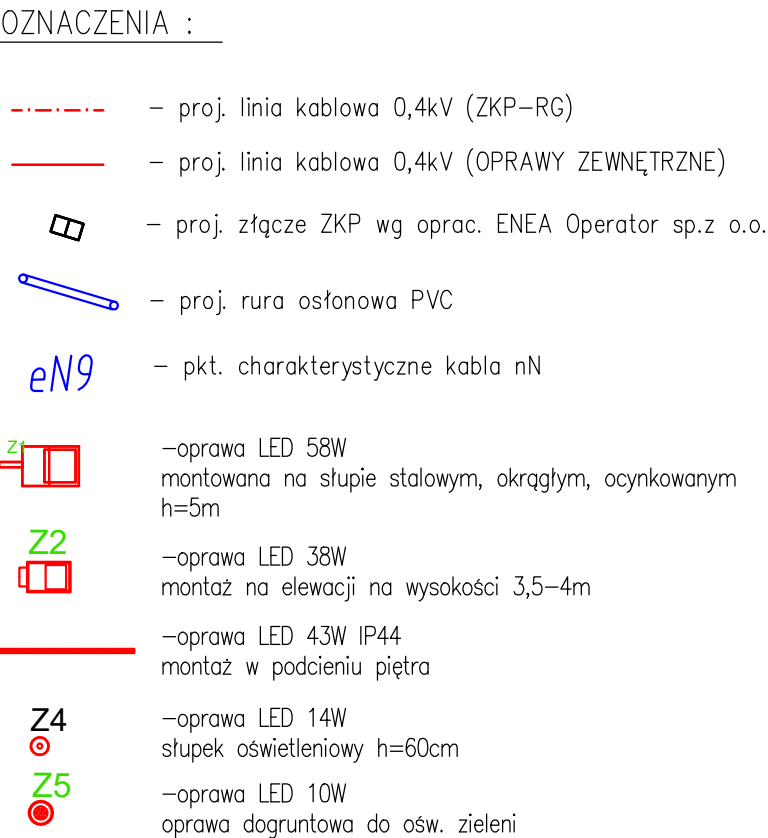 OZNACZENIA :
– proj. linia kablowa 0,4kV (ZKP–RG)
– proj. linia kablowa 0,4kV (OPRAWY ZEWNĘTRZNE)
– proj. złącze ZKP wg oprac. ENEA Operator sp.z o.o.
– proj. rura osłonowa PVC
eN9 – pkt. charakterystyczne kabla nN
Z1 –oprawa LED 58W
montowana na słupie stalowym, okrągłym, ocynkowanym
h=5m
Z2
–oprawa LED 38W
montaż na elewacji na wysokości 3,5–4m
–oprawa LED 43W IP44
montaż w podcieniu piętra
Z4 –oprawa LED 14W
słupek oświetleniowy h=60cm
Z5 –oprawa LED 10W
oprawa dogruntowa do ośw. zieleni